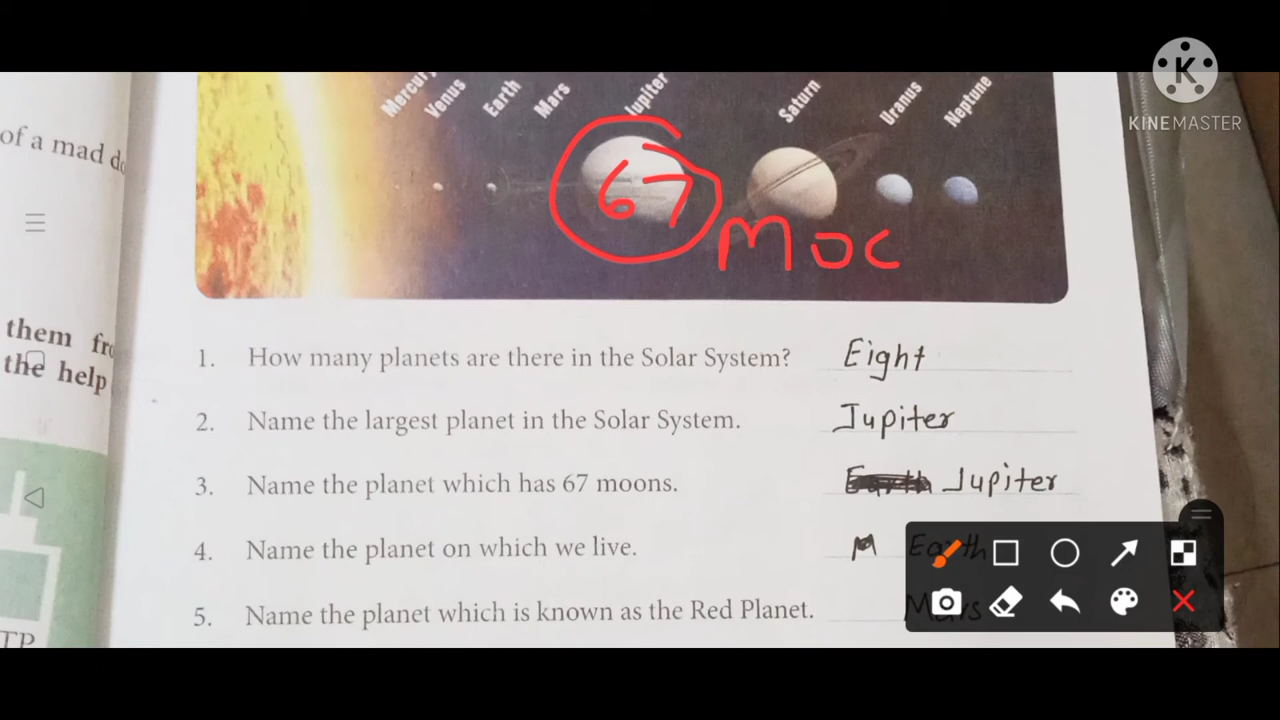 KINEMASTER
of a mad
Mercury Venus Earth Mars Jupiter Saturn Uranus Neptune
67
MOC
them
the help
1. How many planets are there in the Solar System? Eight
2. Name the largest planet in the Solar System. Jupiter
3. Name the planet which has 67 moons. Earth Jupiter
4. Name the planet on which we live. M Earth
5. Name the planet which is known as the Red Planet. Mars
TP